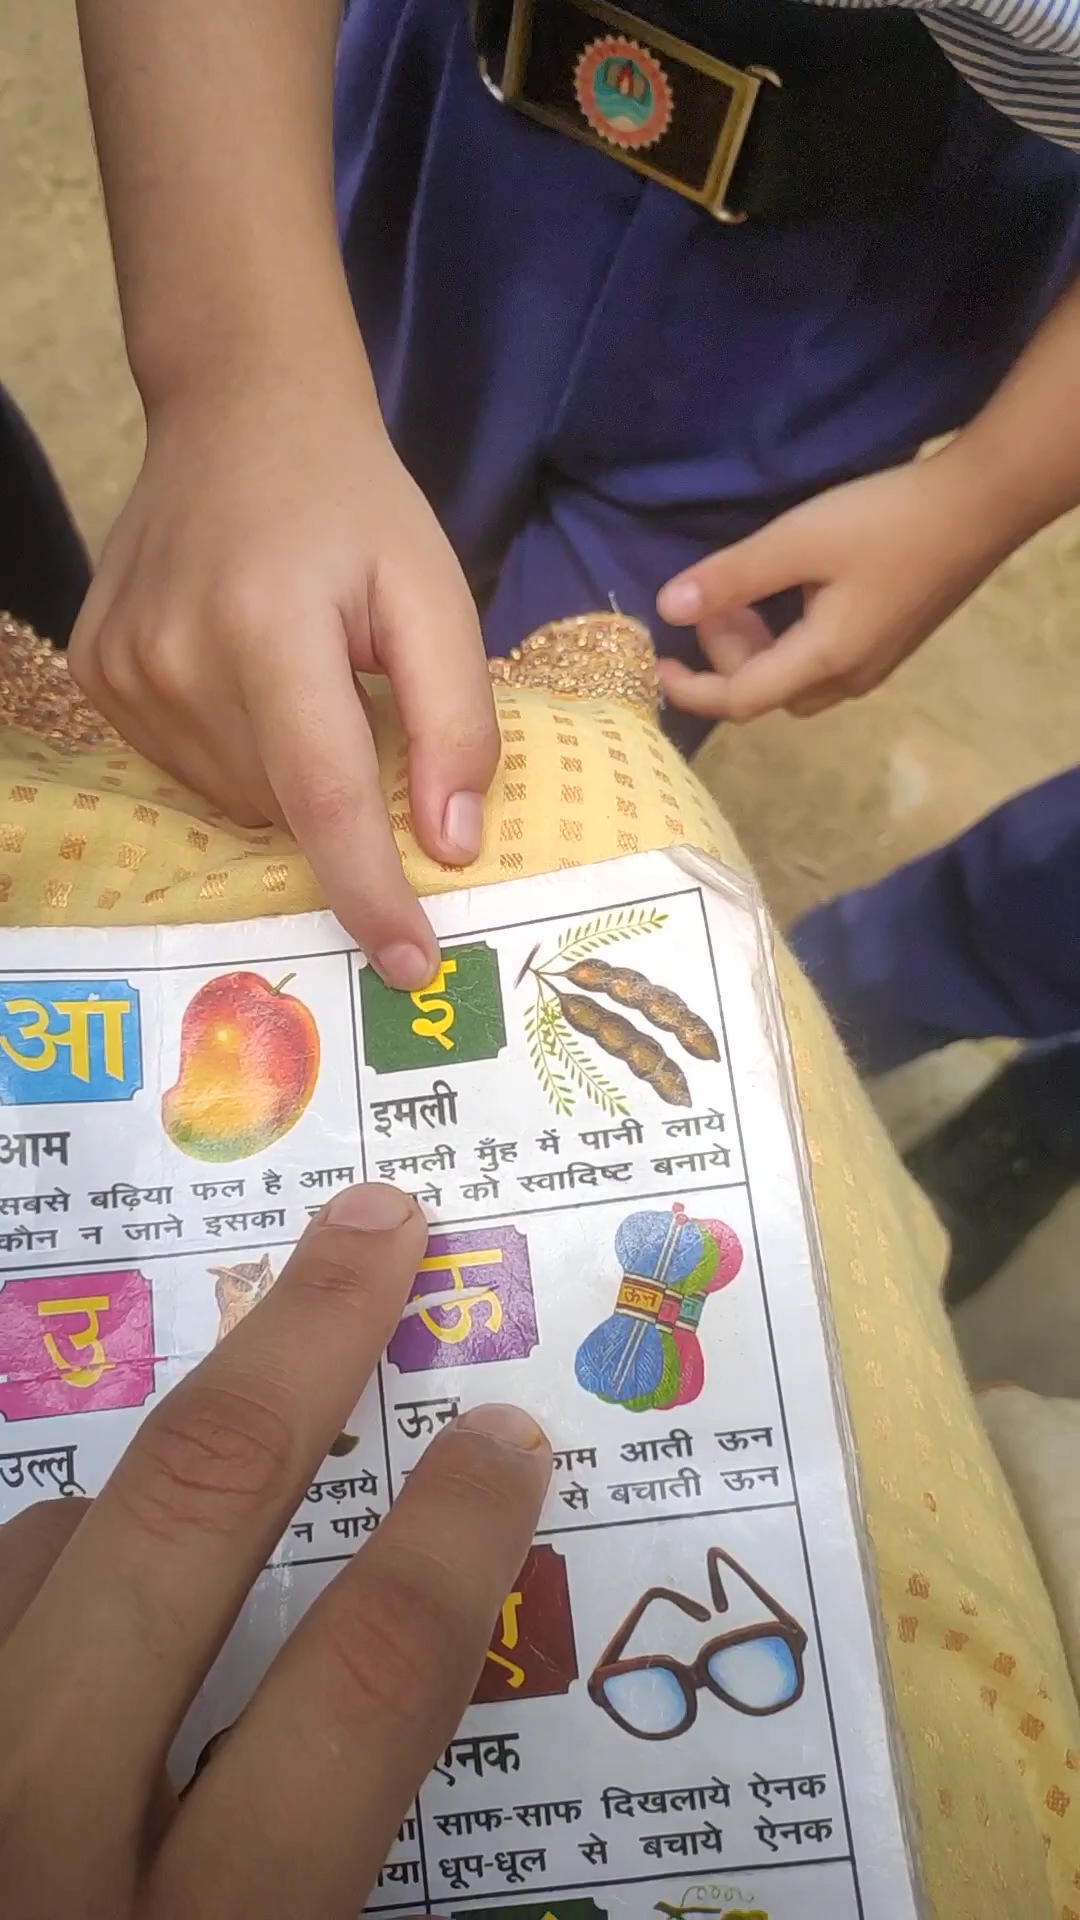 आ
आम
सबसे बढ़िया फल है आम
कौन न जाने इसका
इ
इमली
इमली मुँह में पानी लाये
को स्वादिष्ट बनाये
उ
उल्लू
उड़ाये
न पाये
ऊ
ऊन
ऊन
आती ऊन
से बचाती ऊन
ऐनक
साफ-साफ दिखलाये ऐनक
धूप-धूल से बचाये ऐनक